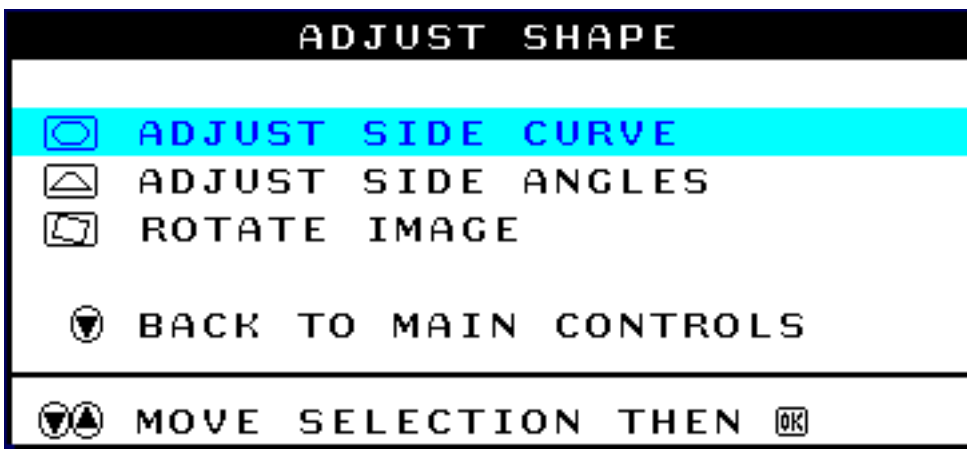 ADJUST SHAPE
ADJUST SIDE CURVE
ADJUST SIDE ANGLES
ROTATE IMAGE
BACK TO MAIN CONTROLS
MOVE SELECTION THEN OK